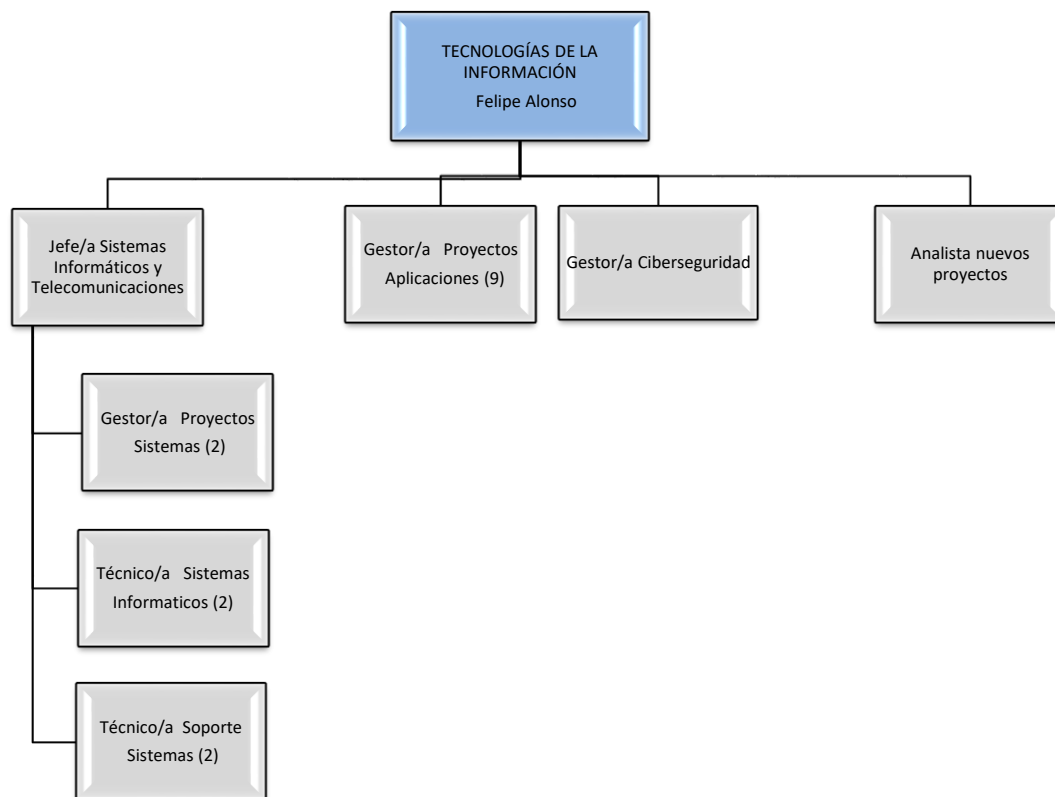 TECNOLOGÍAS DE LA
INFORMACIÓN
Felipe Alonso
Jefe/a Sistemas
Informáticos y
Telecomunicaciones
Gestor/a Proyectos
Aplicaciones (9)
Gestor/a Ciberseguridad
Analista nuevos
proyectos
Gestor/a Proyectos
Sistemas (2)
Técnico/a Sistemas
Informaticos (2)
Técnico/a Soporte
Sistemas (2)